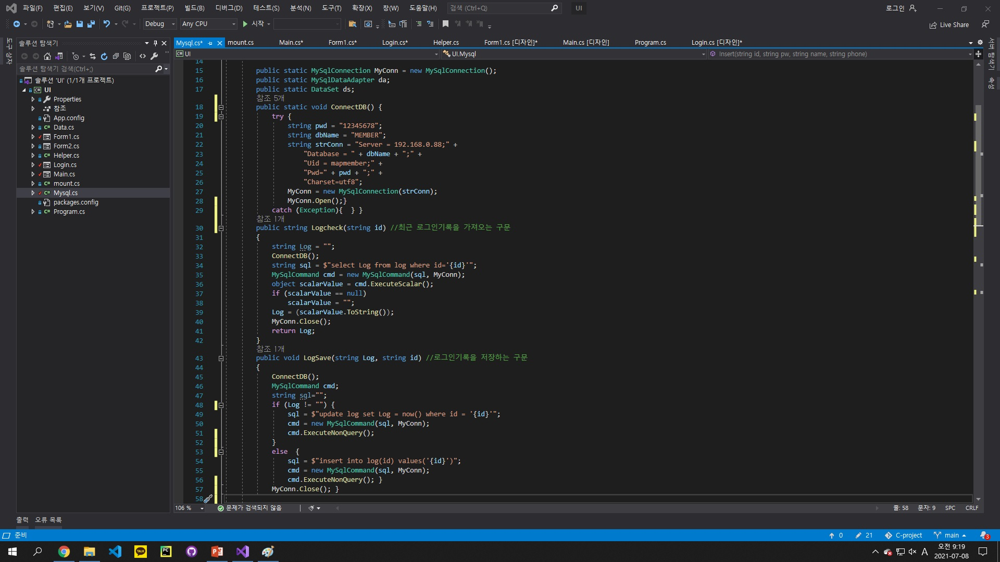 파일(F) 편집(E) 보기(V) Git(G) 프로젝트(P) 빌드(B) 디버그(D) 테스트(S) 분석(N) 도구(T) 확장(X) 창(W) 도움말(H) 검색 (Ctrl+Q) UI 로그인
Debug Any CPU 시작 Live Share
도구 상자
솔루션 탐색기
솔루션 탐색기 검색(Ctrl+;)
솔루션 'UI' (1/1개 프로젝트)
UI
Properties
참조
App.config
Data.cs
Form1.cs
Form2.cs
Helper.cs
Login.cs
Main.cs
mount.cs
Mysql.cs
packages.config
Program.cs
Mysql.cs* mount.cs Main.cs* Form1.cs* Login.cs* Helper.cs Form1.cs [디자인]* Main.cs [디자인] Program.cs Login.cs [디자인]*
UI UI.Mysql Insert(string id, string pw, string name, string phone)
14
15 public static MySqlConnection MyConn = new MySqlConnection();
16 public static MySqlDataAdapter da;
17 public static DataSet ds;
참조 5개
18 public static void ConnectDB() {
19 try {
20 string pwd = "12345678";
21 string dbName = "MEMBER";
22 string strConn = "Server = 192.168.0.88;" +
23 "Database = " + dbName + ";" +
24 "Uid = mapmember;" +
25 "Pwd=" + pwd + ";" +
26 "Charset=utf8";
27 MyConn = new MySqlConnection(strConn);
28 MyConn.Open();}
29 catch (Exception){  } }
참조 1개
30 public string Logcheck(string id) //최근 로그인기록을 가져오는 구문
31 {
32 string Log = "";
33 ConnectDB();
34 string sql = $"select Log from log where id='{id}'";
35 MySqlCommand cmd = new MySqlCommand(sql, MyConn);
36 object scalarValue = cmd.ExecuteScalar();
37 if (scalarValue == null)
38 scalarValue = "";
39 Log = (scalarValue.ToString());
40 MyConn.Close();
41 return Log;
42 }
참조 1개
43 public void LogSave(string Log, string id) //로그인기록을 저장하는 구문
44 {
45 ConnectDB();
46 MySqlCommand cmd;
47 string sql="";
48 if (Log != "") {
49 sql = $"update log set Log = now() where id = '{id}'";
50 cmd = new MySqlCommand(sql, MyConn);
51 cmd.ExecuteNonQuery();
52 }
53 else  {
54 sql = $"insert into log(id) values('{id}')";
55 cmd = new MySqlCommand(sql, MyConn);
56 cmd.ExecuteNonQuery(); }
57 MyConn.Close(); }
58
서버 탐색기
속성
106 % 문제가 검색되지 않음 줄: 58 문자: 9 SPC CRLF
출력 오류 목록
준비 0 21 C-project main 3
TALK PC A 오전 9:19
2021-07-08